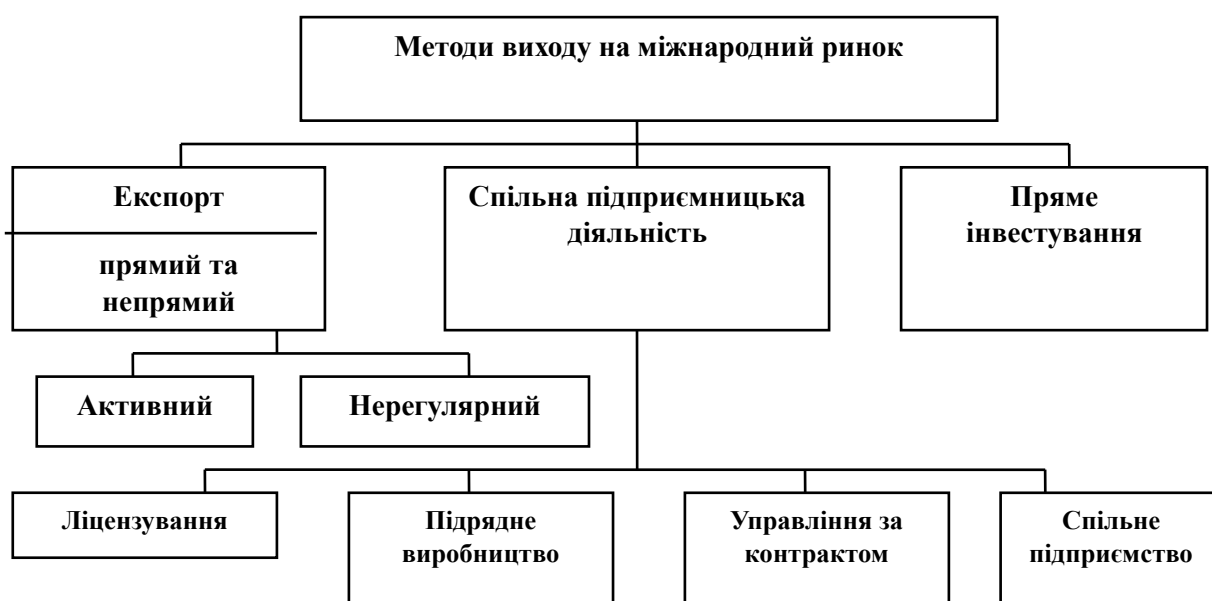 Методи виходу на міжнародний ринок
Експорт
прямий та
непрямий
Спільна підприємницька
діяльність
Пряме
інвестування
Активний
Нерегулярний
Ліцензування
Підрядне
виробництво
Управління за
контрактом
Спільне
підприємство